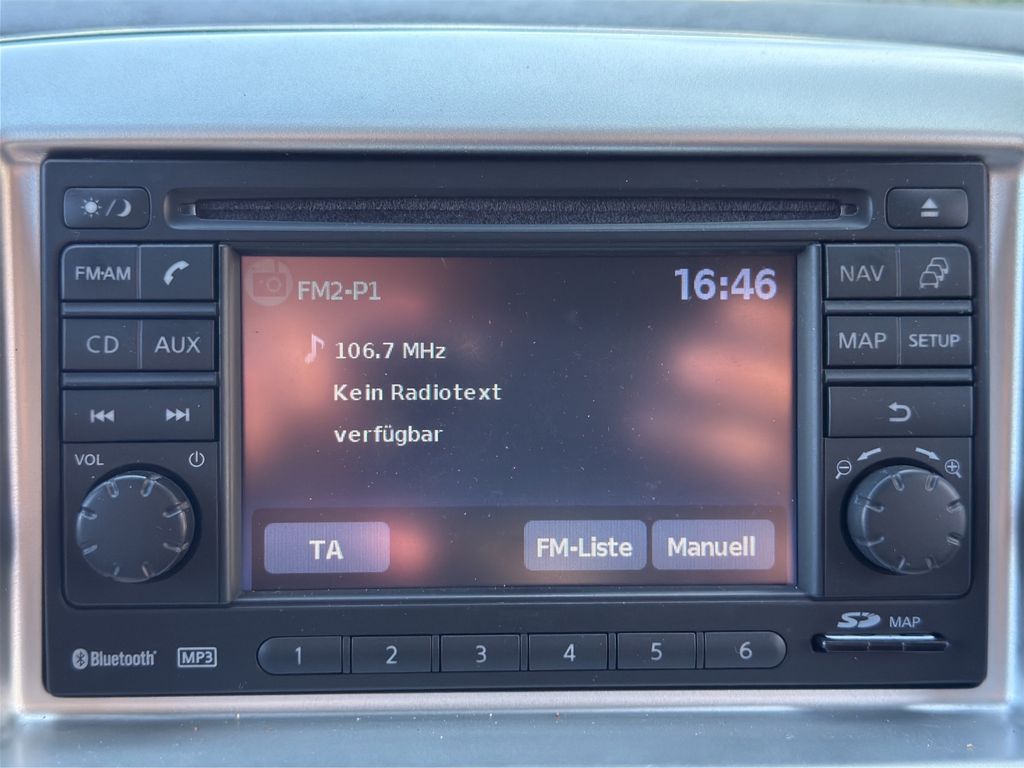 FM·AM
CD AUX
VOL
NAV
MAP SETUP
FM2-P1 16:46
106.7 MHz
Kein Radiotext
verfügbar
TA FM-Liste Manuell
SD MAP
Bluetooth MP3 1 2 3 4 5 6